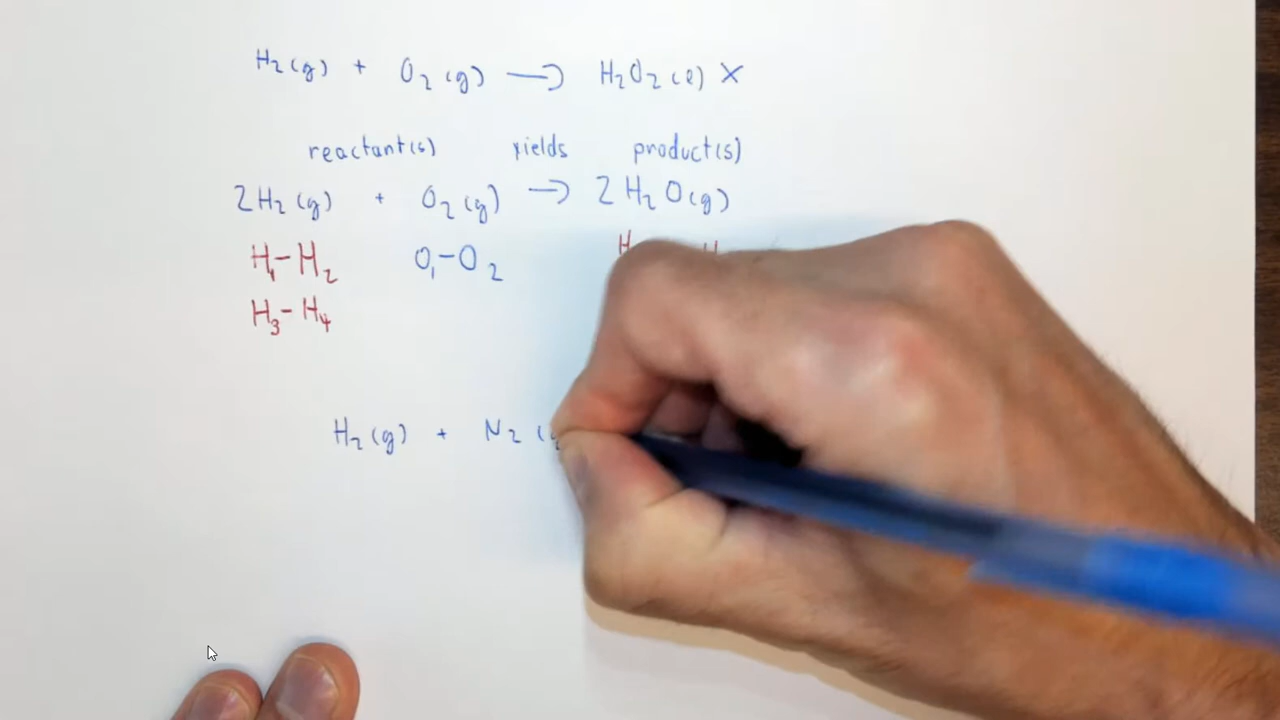 H₂(g) + O₂(g) → H₂O₂(l) X
reactant(s) yields product(s)
2H₂(g) + O₂(g) → 2H₂O(g)
H₁-H₂ O₁-O₂ H
H₃-H₄
H₂(g) + N₂(g